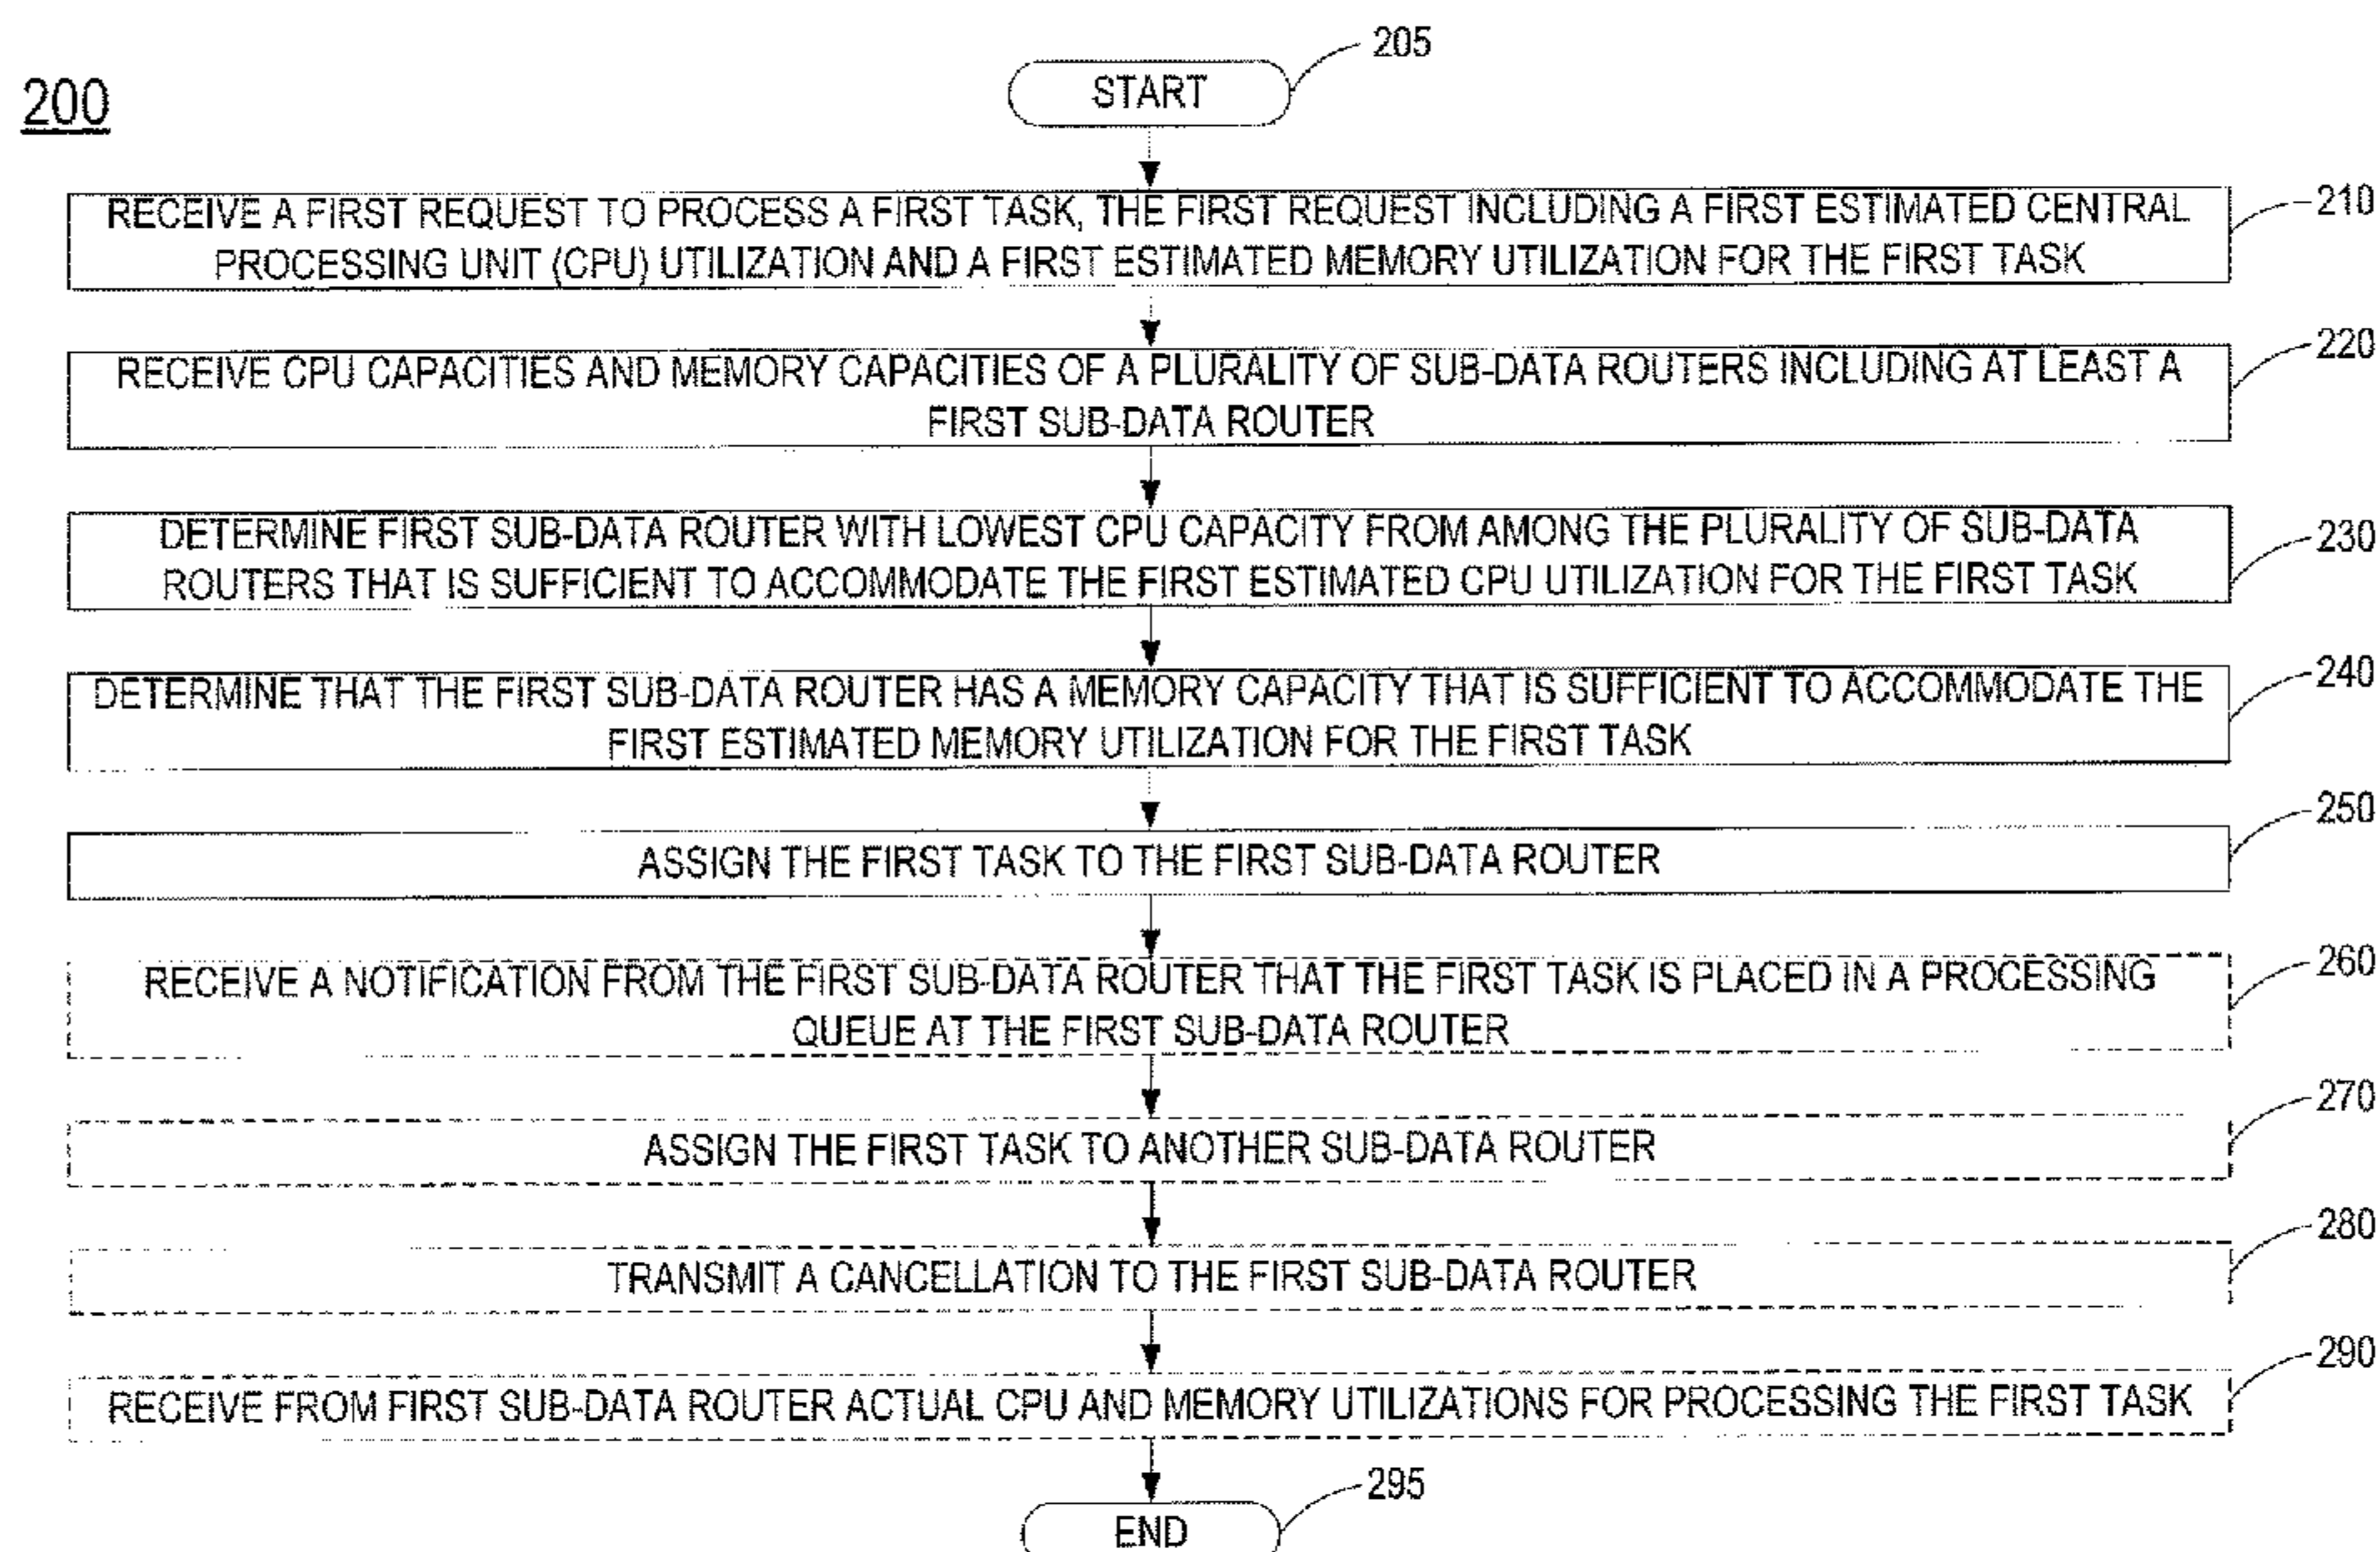 200
START
205
RECEIVE A FIRST REQUEST TO PROCESS A FIRST TASK, THE FIRST REQUEST INCLUDING A FIRST ESTIMATED CENTRAL
PROCESSING UNIT (CPU) UTILIZATION AND A FIRST ESTIMATED MEMORY UTILIZATION FOR THE FIRST TASK
210
RECEIVE CPU CAPACITIES AND MEMORY CAPACITIES OF A PLURALITY OF SUB-DATA ROUTERS INCLUDING AT LEAST A
FIRST SUB-DATA ROUTER
220
DETERMINE FIRST SUB-DATA ROUTER WITH LOWEST CPU CAPACITY FROM AMONG THE PLURALITY OF SUB-DATA
ROUTERS THAT IS SUFFICIENT TO ACCOMMODATE THE FIRST ESTIMATED CPU UTILIZATION FOR THE FIRST TASK
230
DETERMINE THAT THE FIRST SUB-DATA ROUTER HAS A MEMORY CAPACITY THAT IS SUFFICIENT TO ACCOMMODATE THE
FIRST ESTIMATED MEMORY UTILIZATION FOR THE FIRST TASK
240
ASSIGN THE FIRST TASK TO THE FIRST SUB-DATA ROUTER
250
RECEIVE A NOTIFICATION FROM THE FIRST SUB-DATA ROUTER THAT THE FIRST TASK IS PLACED IN A PROCESSING
QUEUE AT THE FIRST SUB-DATA ROUTER
260
ASSIGN THE FIRST TASK TO ANOTHER SUB-DATA ROUTER
270
TRANSMIT A CANCELLATION TO THE FIRST SUB-DATA ROUTER
280
RECEIVE FROM FIRST SUB-DATA ROUTER ACTUAL CPU AND MEMORY UTILIZATIONS FOR PROCESSING THE FIRST TASK
290
END
295